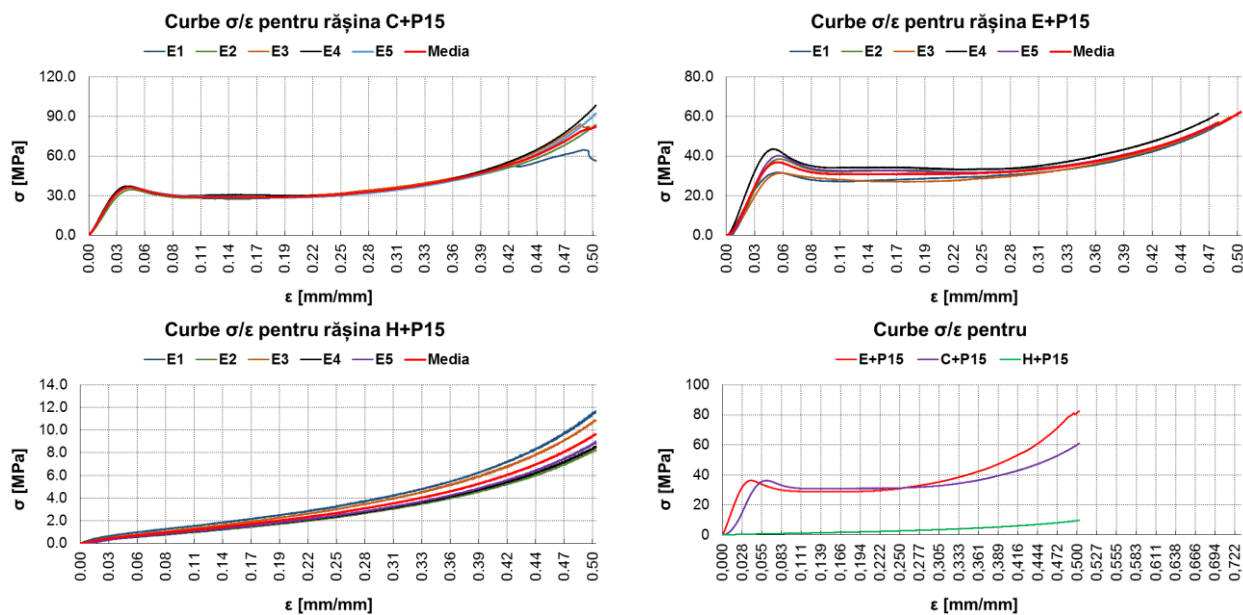 Curbe σ/ε pentru rășina C+P15
E1 E2 E3 E4 E5 Media
120.0
90.0
60.0
30.0
0.0
σ [MPa]
0.00 0.03 0.06 0.08 0.11 0.14 0.17 0.19 0.22 0.25 0.28 0.31 0.33 0.36 0.39 0.42 0.44 0.47 0.50
ε [mm/mm]
Curbe σ/ε pentru rășina E+P15
E1 E2 E3 E4 E5 Media
80.0
60.0
40.0
20.0
0.0
σ [MPa]
0.00 0.03 0.06 0.08 0.11 0.14 0.17 0.19 0.22 0.25 0.28 0.30 0.33 0.36 0.39 0.41 0.44 0.47 0.50
ε [mm/mm]
Curbe σ/ε pentru rășina H+P15
E1 E2 E3 E4 E5 Media
14.0
12.0
10.0
8.0
6.0
4.0
2.0
0.0
σ [MPa]
0.00 0.03 0.06 0.08 0.11 0.14 0.17 0.19 0.22 0.25 0.28 0.31 0.33 0.36 0.39 0.42 0.44 0.47 0.50
ε [mm/mm]
Curbe σ/ε pentru
E+P15 C+P15 H+P15
100
80
60
40
20
0
σ [MPa]
0,000 0,028 0,055 0,083 0,111 0,139 0,166 0,194 0,222 0,250 0,277 0,305 0,333 0,361 0,389 0,416 0,444 0,472 0,500 0,527 0,555 0,583 0,611 0,638 0,666 0,694 0,722
ε [mm/mm]